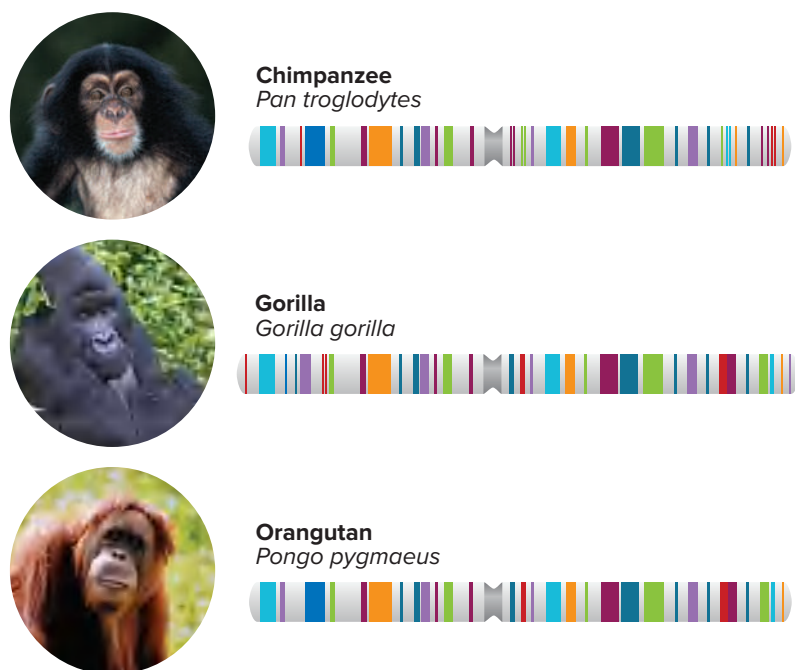 Chimpanzee
Pan troglodytes
Gorilla
Gorilla gorilla
Orangutan
Pongo pygmaeus